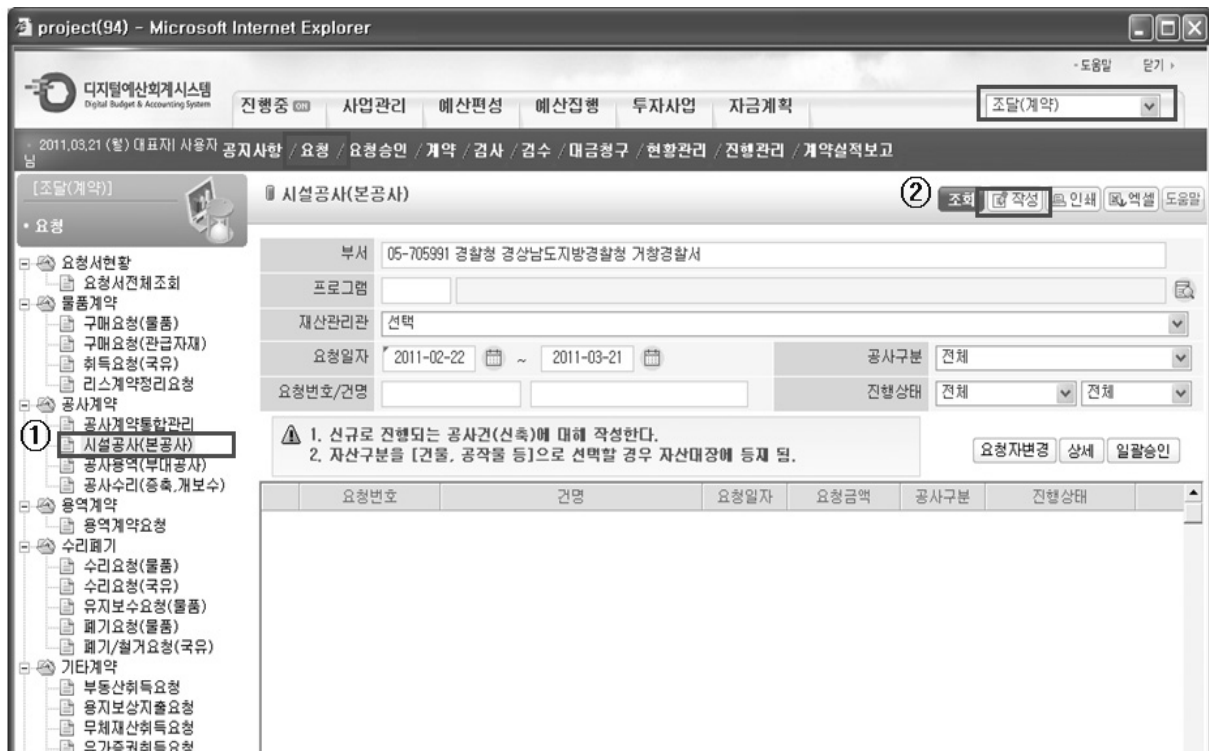 project(94) - Microsoft Internet Explorer
- 도움말 닫기
디지털예산회계시스템
Digital Budget & Accounting System
진행중 ON 사업관리 예산편성 예산집행 투자사업 자금계획
조달(계약)
2011,03,21 (월) 대표자| 사용자님
공지사항 / 요청 / 요청승인 / 계약 / 검사 / 검수 / 대금청구 / 현황관리 / 진행관리 / 계약실적보고
[조달(계약)]
• 요청
시설공사(본공사)
② 조회 작성 인쇄 엑셀 도움말
요청서현황
요청서전체조회
물품계약
구매요청(물품)
구매요청(관급자재)
취득요청(국유)
리스계약정리요청
공사계약
공사계약통합관리
① 시설공사(본공사)
공사용역(부대공사)
공사수리(증축,개보수)
용역계약
용역계약요청
수리폐기
수리요청(물품)
수리요청(국유)
유지보수요청(물품)
폐기요청(물품)
폐기/철거요청(국유)
기타계약
부동산취득요청
용지보상지출요청
무체재산취득요청
유가증권취득요청
부서 05-705991 경찰청 경상남도지방경찰청 거창경찰서
프로그램
재산관리관 선택
요청일자 2011-02-22 ~ 2011-03-21 공사구분 전체
요청번호/건명 진행상태 전체 전체
1. 신규로 진행되는 공사건(신축)에 대해 작성한다.
2. 자산구분을 [건물, 공작물 등]으로 선택할 경우 자산대장에 등재 됨.
요청자변경 상세 일괄승인
요청번호 건명 요청일자 요청금액 공사구분 진행상태